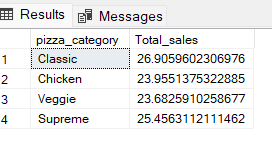 Results Messages
pizza_category Total_sales
1 Classic 26.9059602306976
2 Chicken 23.9551375322885
3 Veggie 23.6825910258677
4 Supreme 25.4563112111462